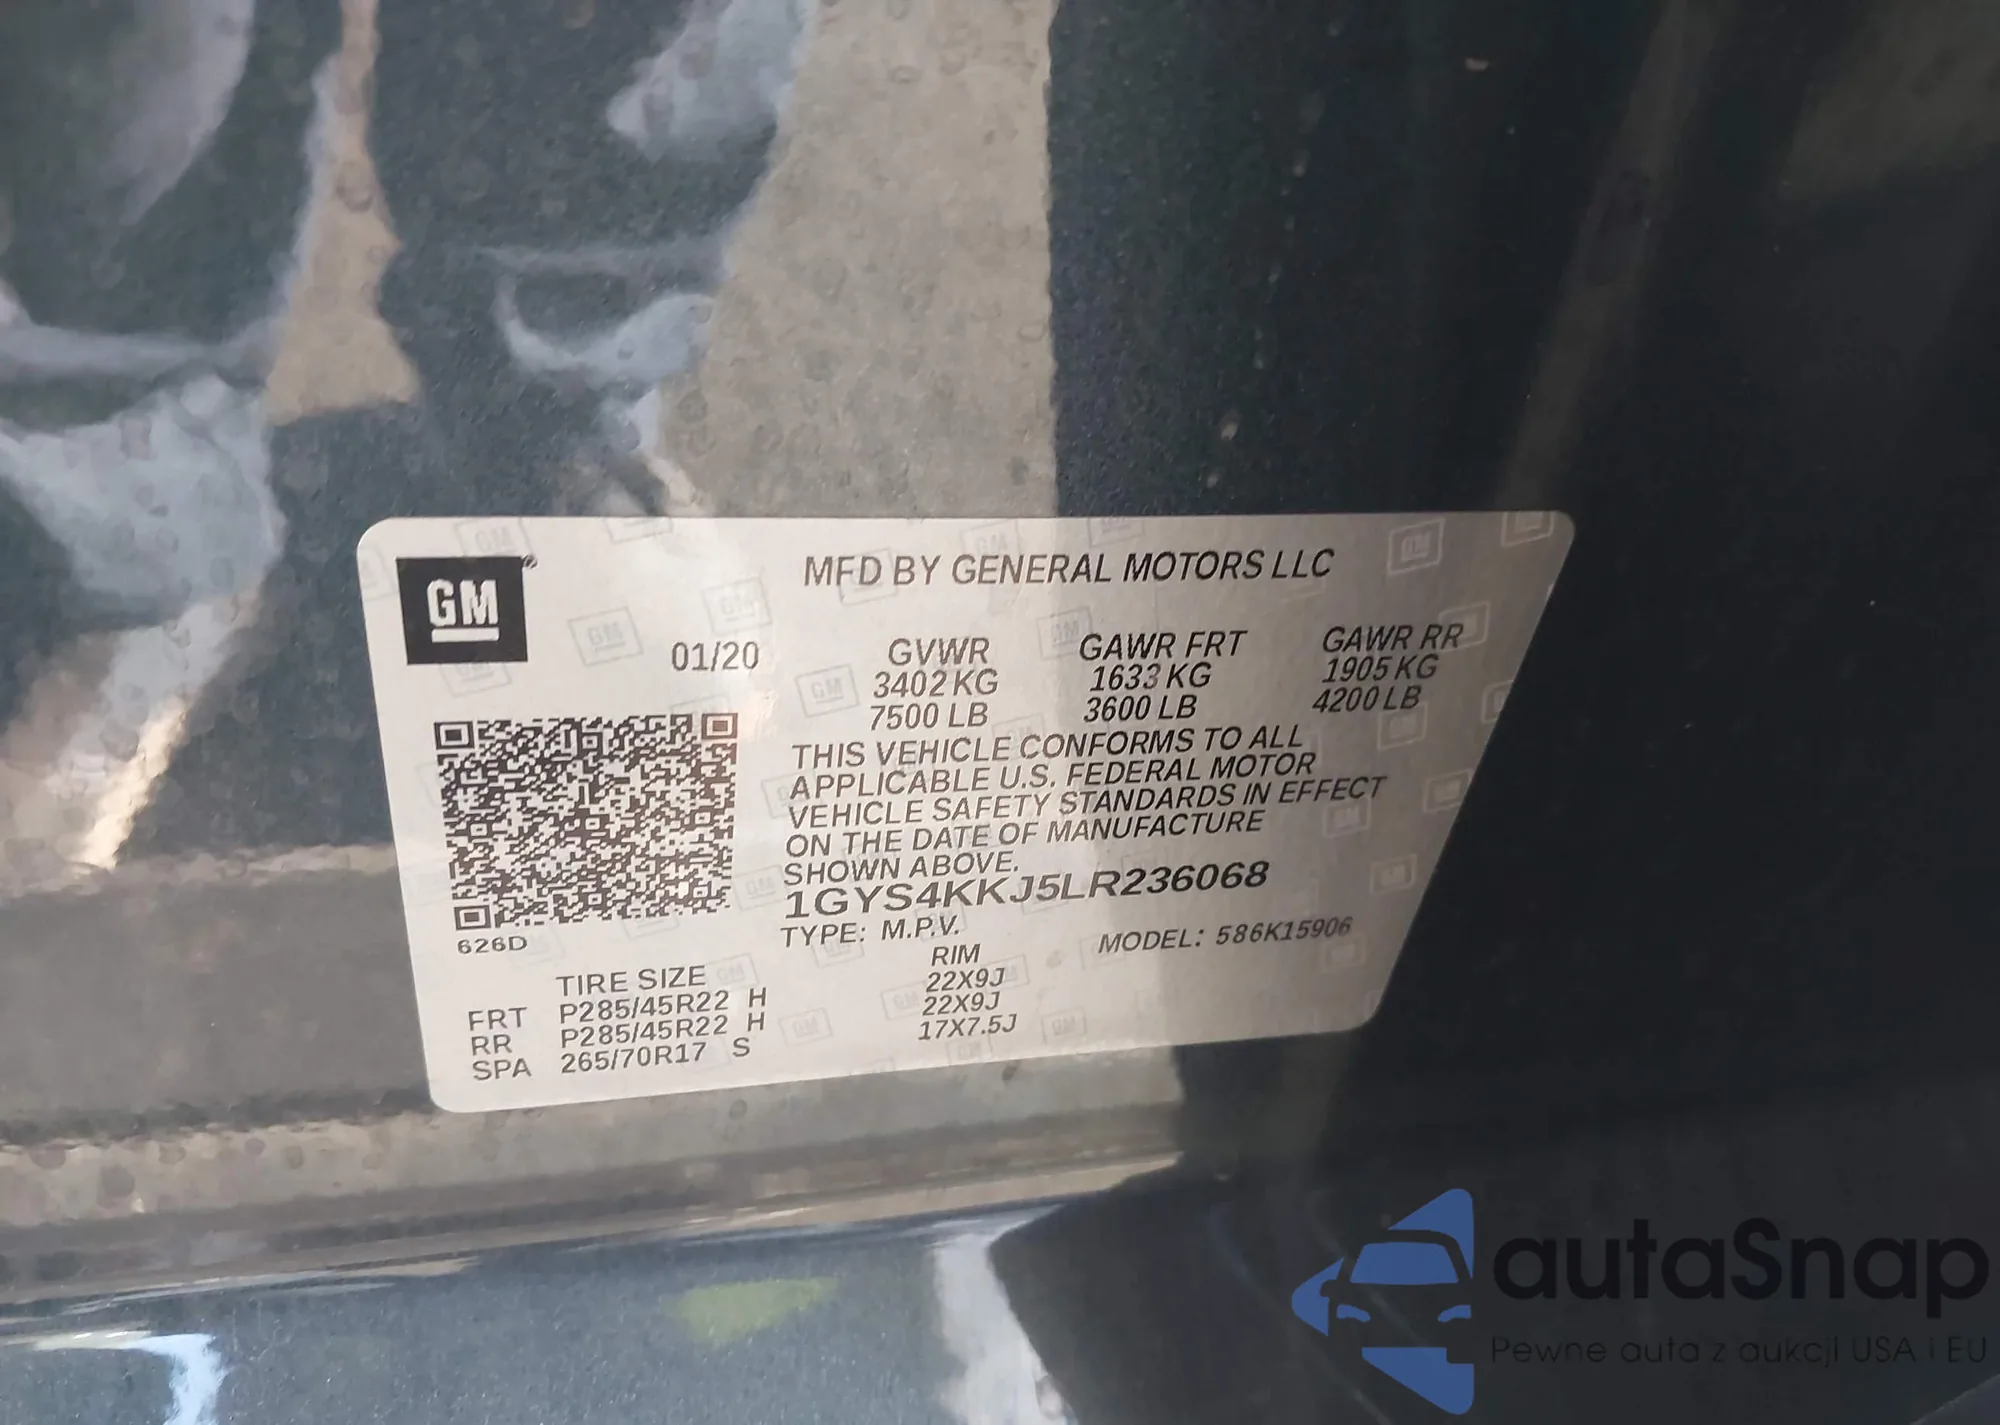 GM
MFD BY GENERAL MOTORS LLC
01/20
GVWR GAWR FRT GAWR RR
3402 KG 1633 KG 1905 KG
7500 LB 3600 LB 4200 LB
THIS VEHICLE CONFORMS TO ALL
APPLICABLE U.S. FEDERAL MOTOR
VEHICLE SAFETY STANDARDS IN EFFECT
ON THE DATE OF MANUFACTURE
SHOWN ABOVE.
1GYS4KKJ5LR236068
TYPE: M.P.V. MODEL: 586K15906
626D
TIRE SIZE RIM
FRT P285/45R22 H 22X9J
RR P285/45R22 H 22X9J
SPA 265/70R17 S 17X7.5J
autaSnap
Pewne auta z aukcji USA i EU